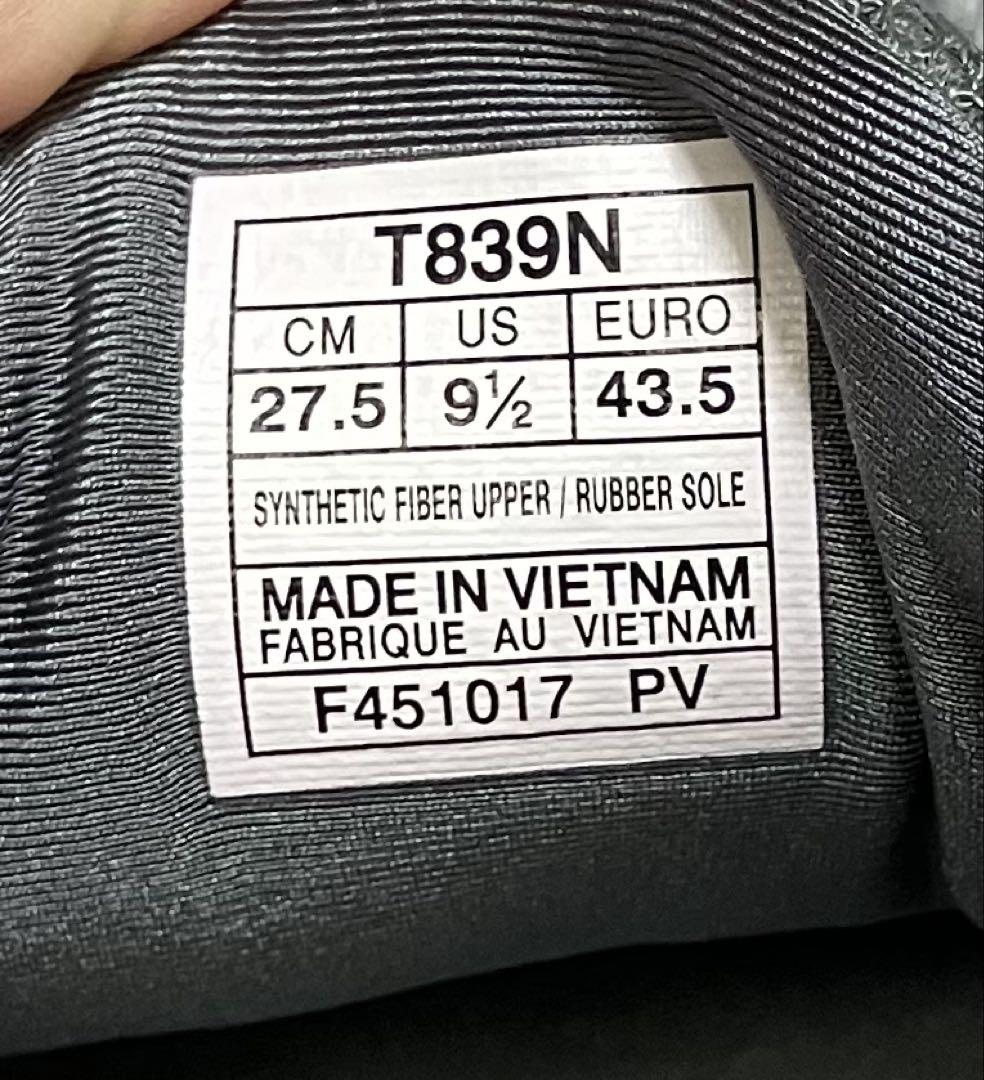 T839N
CM US EURO
27.5 9½ 43.5
SYNTHETIC FIBER UPPER / RUBBER SOLE
MADE IN VIETNAM
FABRIQUE AU VIETNAM
F451017 PV